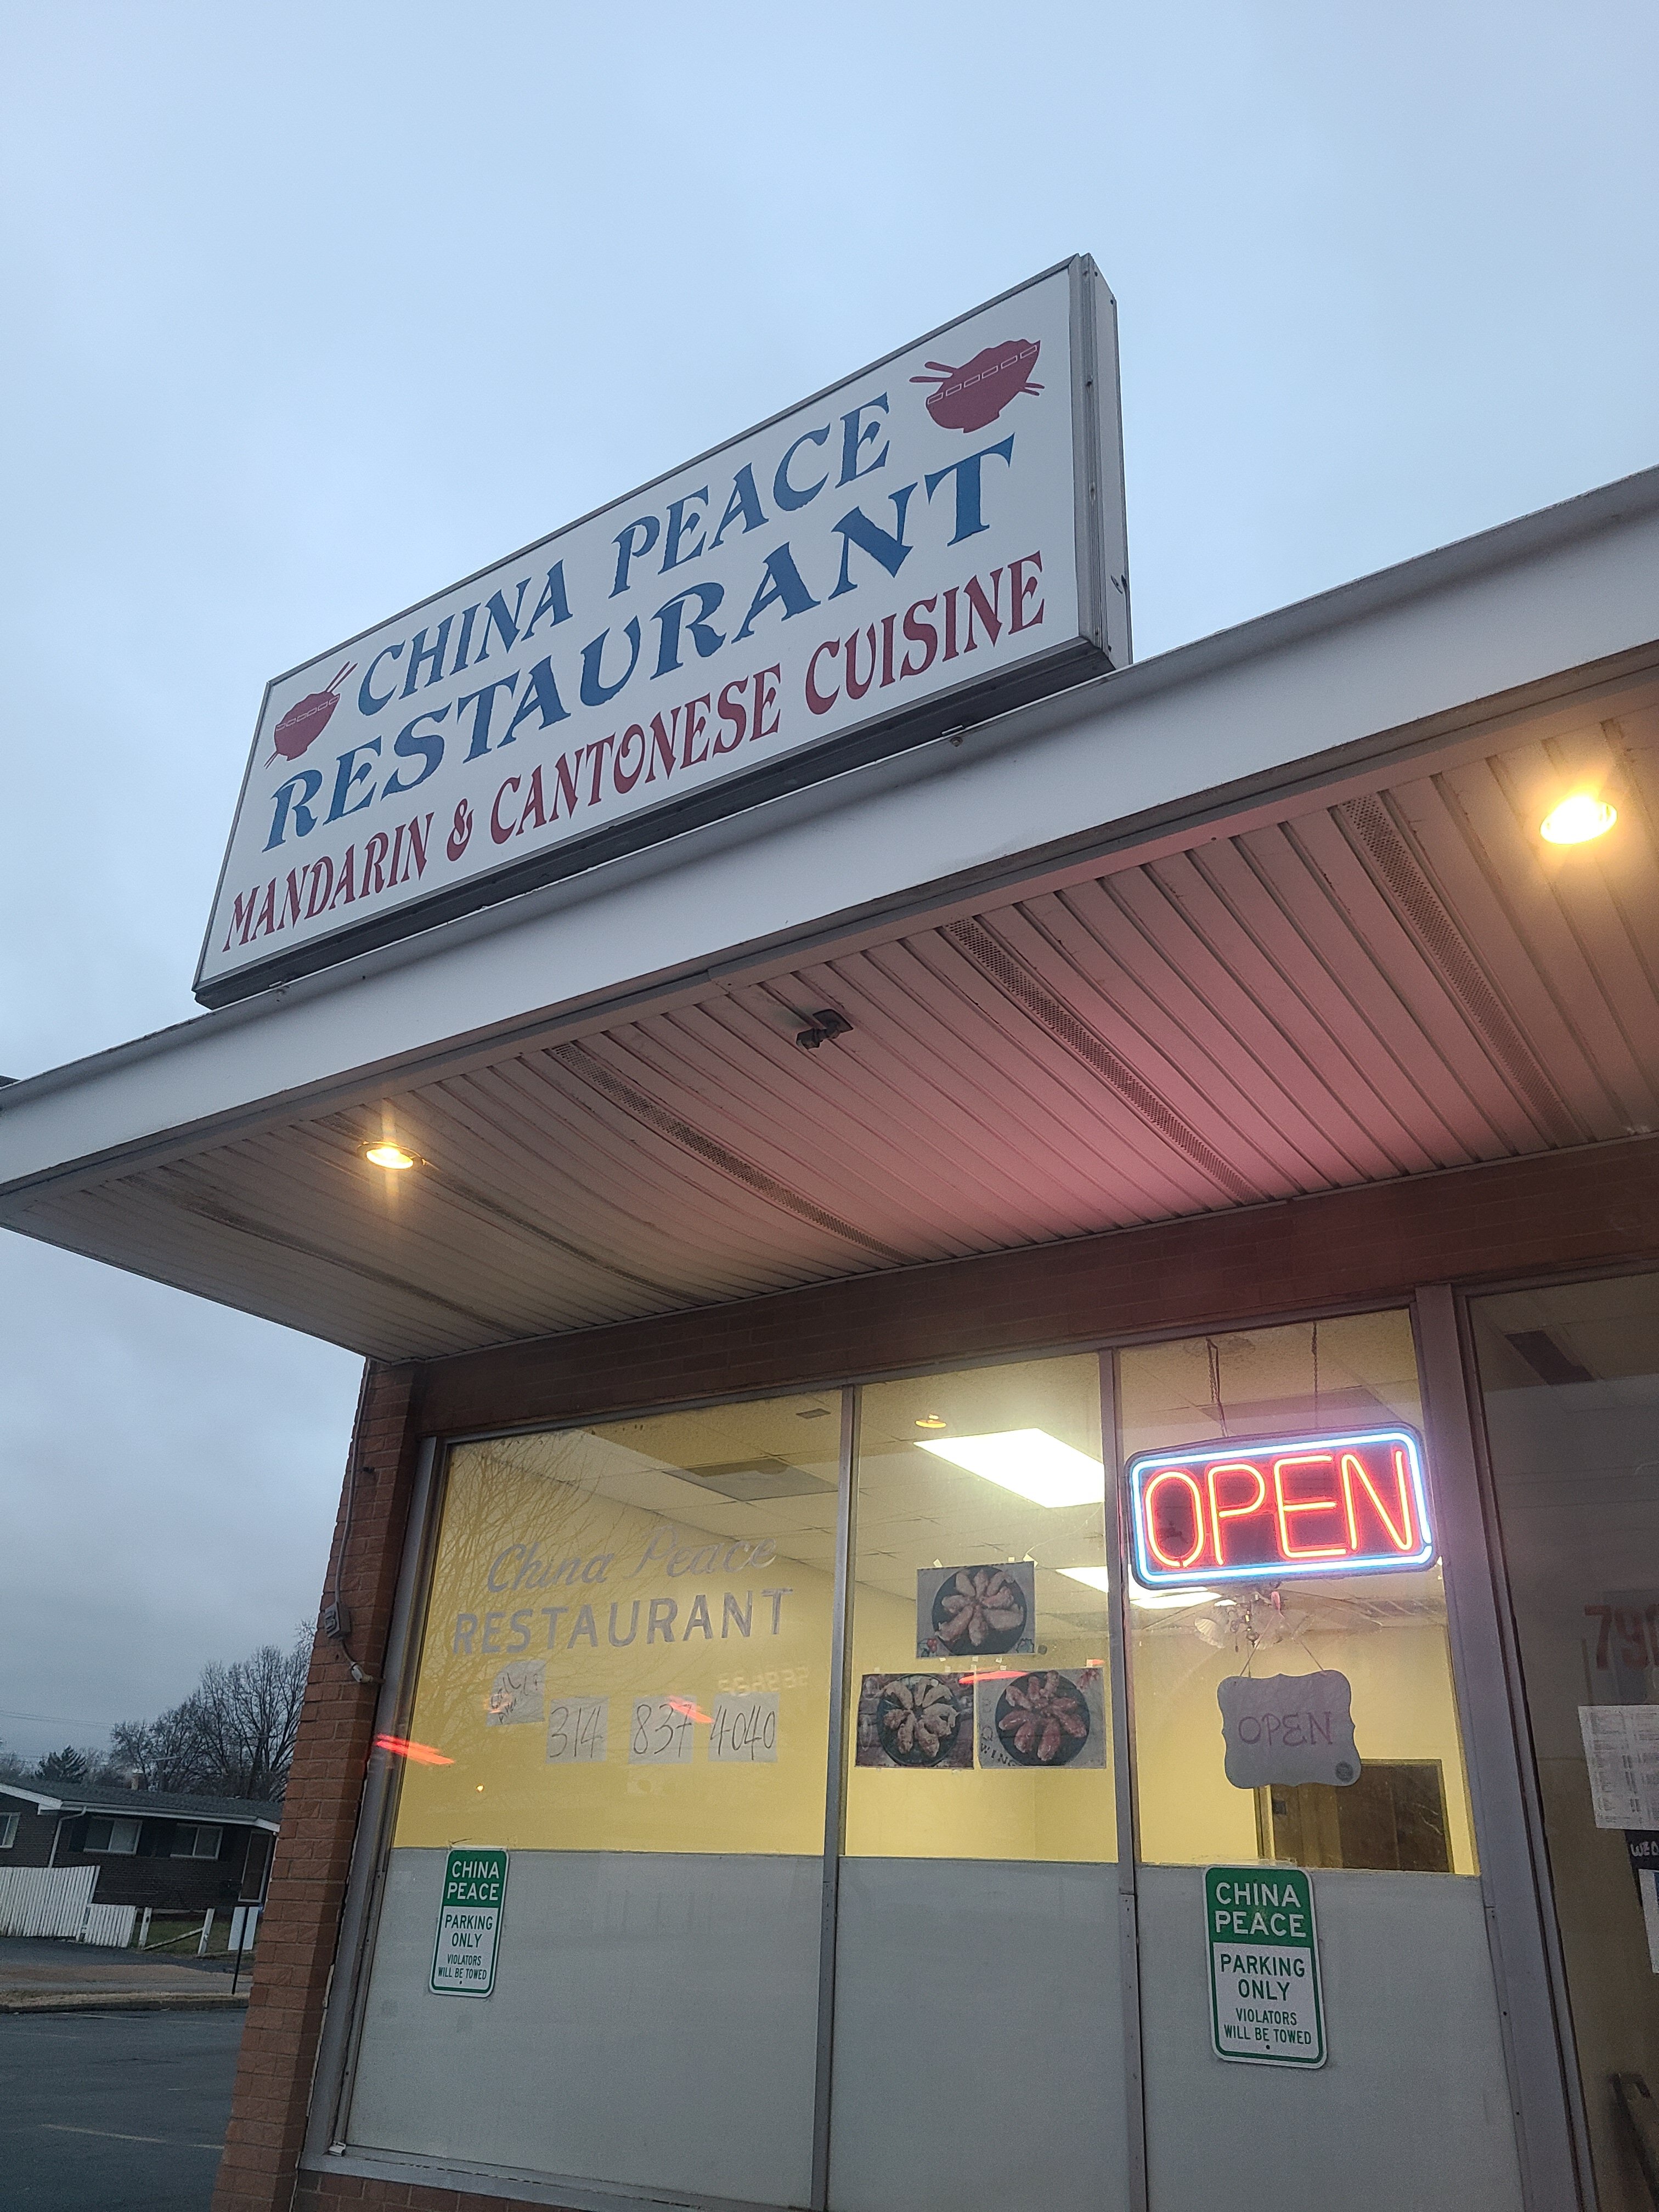 CHINA PEACE
RESTAURANT
MANDARIN & CANTONESE CUISINE
OPEN
China Peace
RESTAURANT
314 837 4040
OPEN
CHINA
PEACE
PARKING
ONLY
VIOLATORS
WILL BE TOWED
CHINA
PEACE
PARKING
ONLY
VIOLATORS
WILL BE TOWED